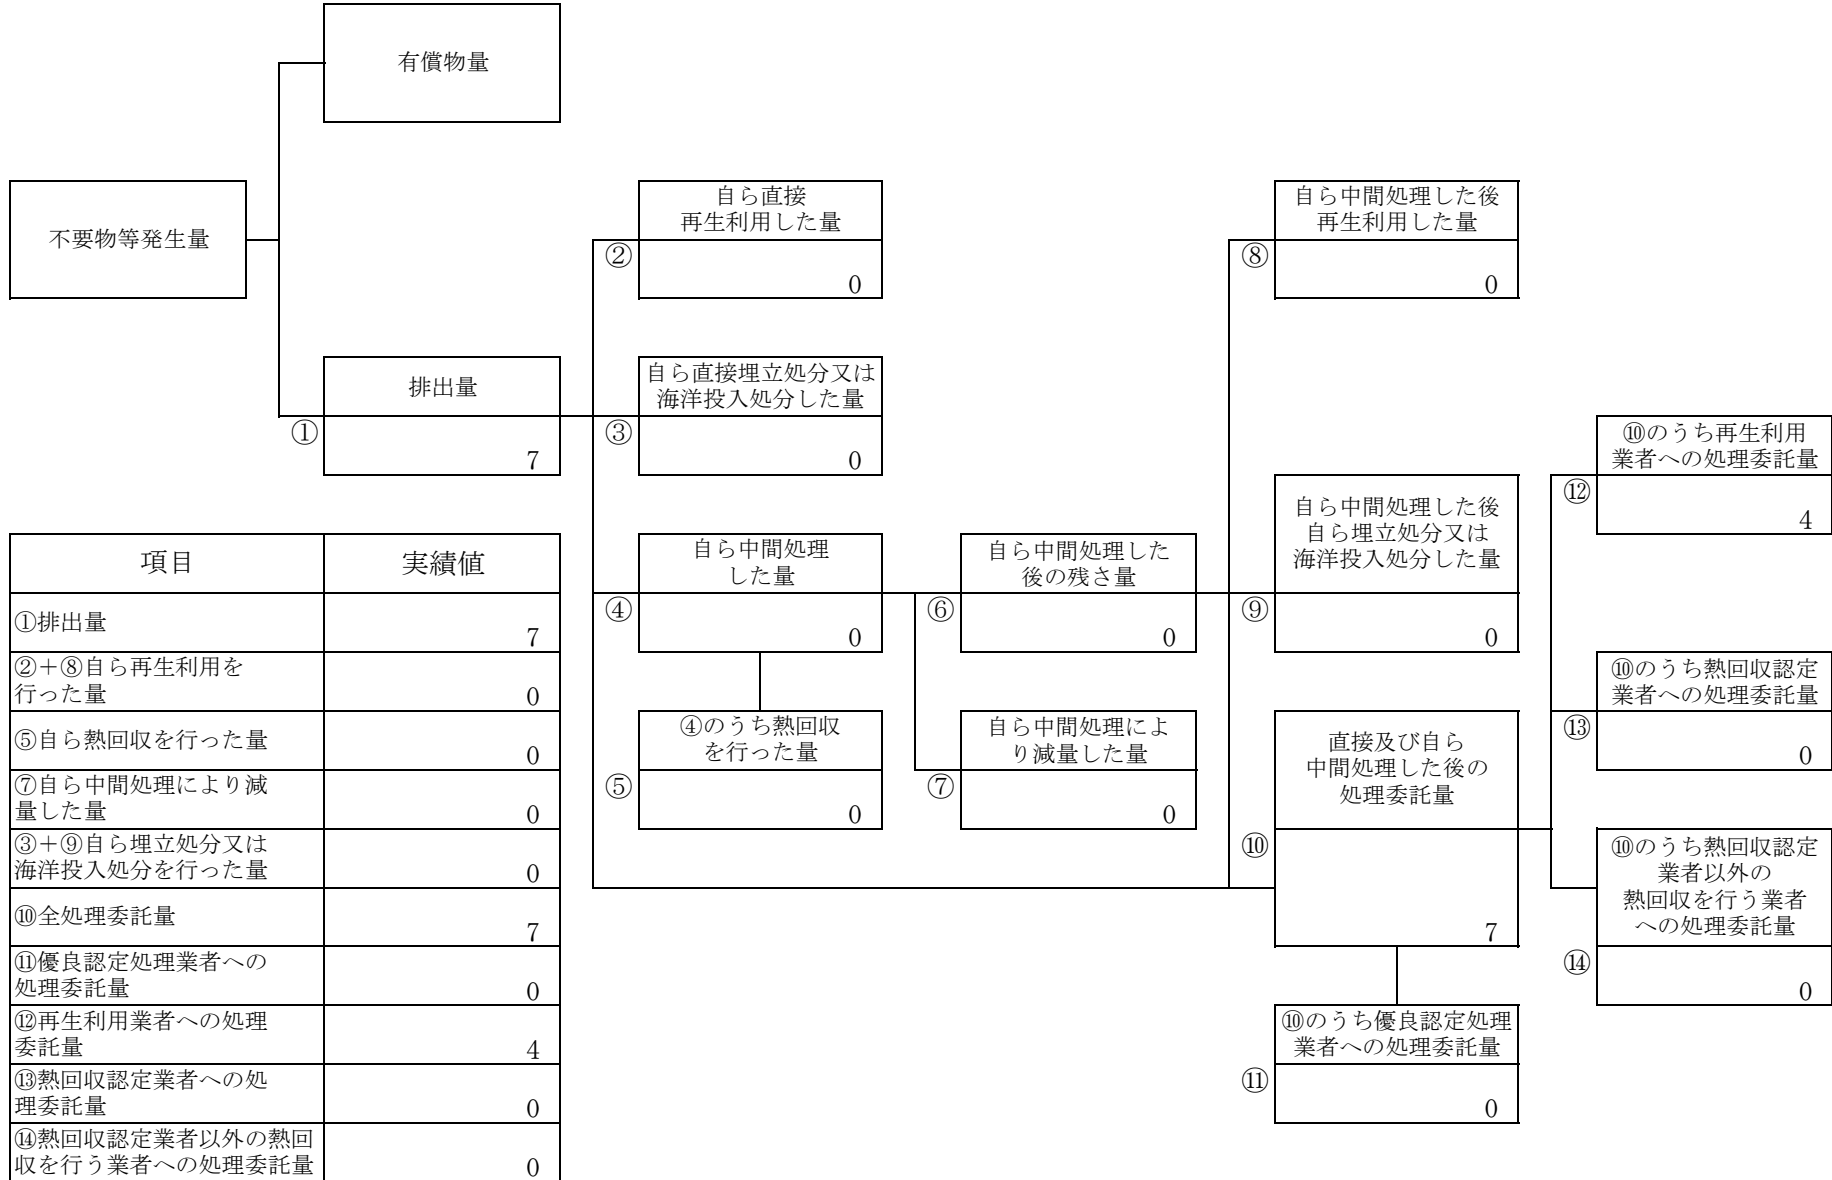 有償物量
不要物等発生量
自ら直接
再生利用した量
②
0
自ら中間処理した後
再生利用した量
⑧
0
排出量
①
7
自ら直接埋立処分又は
海洋投入処分した量
③
0
⑩のうち再生利用
業者への処理委託量
⑫
4
自ら中間処理した後
自ら埋立処分又は
海洋投入処分した量
⑨
0
自ら中間処理
した量
④
0
自ら中間処理した
後の残さ量
⑥
0
⑩のうち熱回収認定
業者への処理委託量
⑬
0
④のうち熱回収
を行った量
⑤
0
自ら中間処理によ
り減量した量
⑦
0
直接及び自ら
中間処理した後の
処理委託量
⑩
7
⑩のうち熱回収認定
業者以外の
熱回収を行う業者
への処理委託量
⑭
0
⑩のうち優良認定処理
業者への処理委託量
⑪
0
項目 実績値
①排出量
7
②+⑧自ら再生利用を
行った量
0
⑤自ら熱回収を行った量
0
⑦自ら中間処理により減
量した量
0
③+⑨自ら埋立処分又は
海洋投入処分を行った量
0
⑩全処理委託量
7
⑪優良認定処理業者への
処理委託量
0
⑫再生利用業者への処理
委託量
4
⑬熱回収認定業者への処
理委託量
0
⑭熱回収認定業者以外の熱回
収を行う業者への処理委託量
0